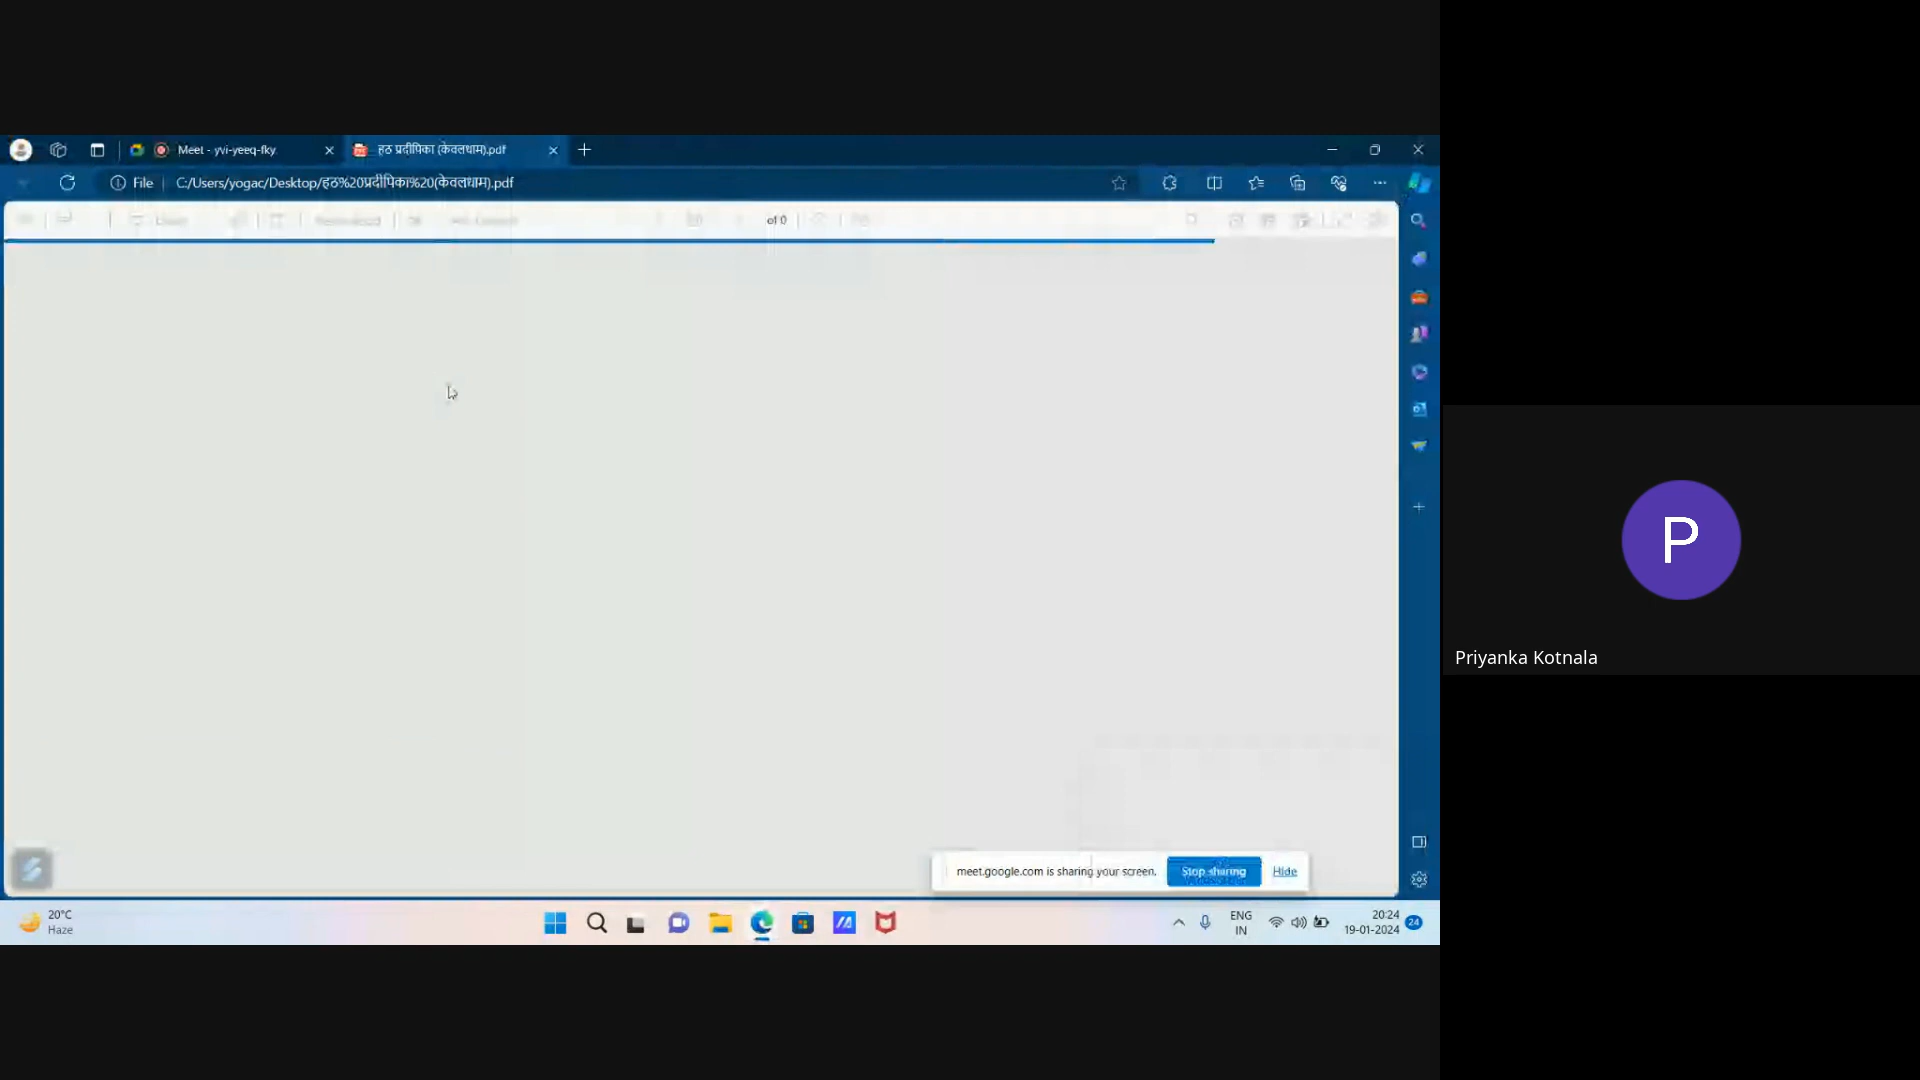 Meet - yvi-yeeq-fky
हठ प्रदीपिका (केवलधाम).pdf
File
C:/Users/yogac/Desktop/हठ%20प्रदीपिका%20(केवलधाम).pdf
of 0
P
Priyanka Kotnala
meet.google.com is sharing your screen.
Stop sharing
Hide
20°C
Haze
ENG
IN
20:24
19-01-2024
24